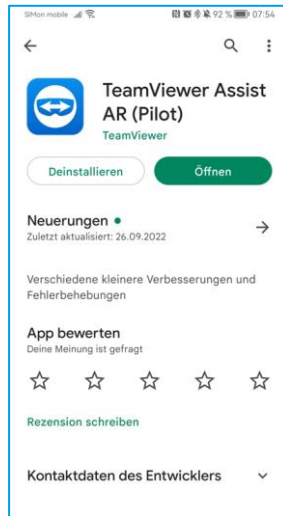 SIMon mobile 92 % 07:54
TeamViewer Assist
AR (Pilot)
TeamViewer
Deinstallieren Öffnen
Neuerungen
Zuletzt aktualisiert: 26.09.2022
Verschiedene kleinere Verbesserungen und
Fehlerbehebungen
App bewerten
Deine Meinung ist gefragt
Rezension schreiben
Kontaktdaten des Entwicklers